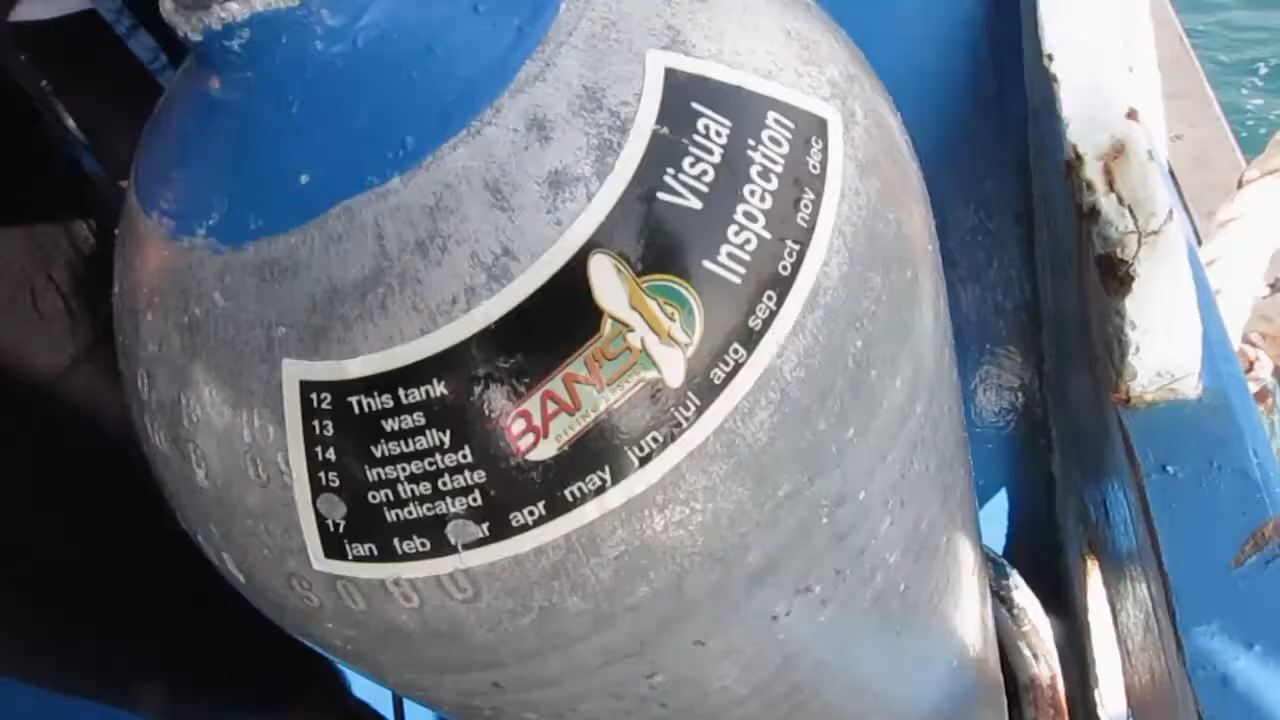 Visual
Inspection
BAN'S
12
13
14
15
17
This tank
was
visually
inspected
on the date
indicated
jan feb apr may jun jul aug sep oct nov dec